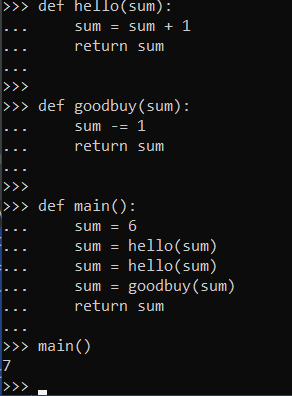 >>> def hello(sum):
...     sum = sum + 1
...     return sum
...
>>>
>>> def goodbuy(sum):
...     sum -= 1
...     return sum
...
>>>
>>> def main():
...     sum = 6
...     sum = hello(sum)
...     sum = hello(sum)
...     sum = goodbuy(sum)
...     return sum
...
>>> main()
7
>>>